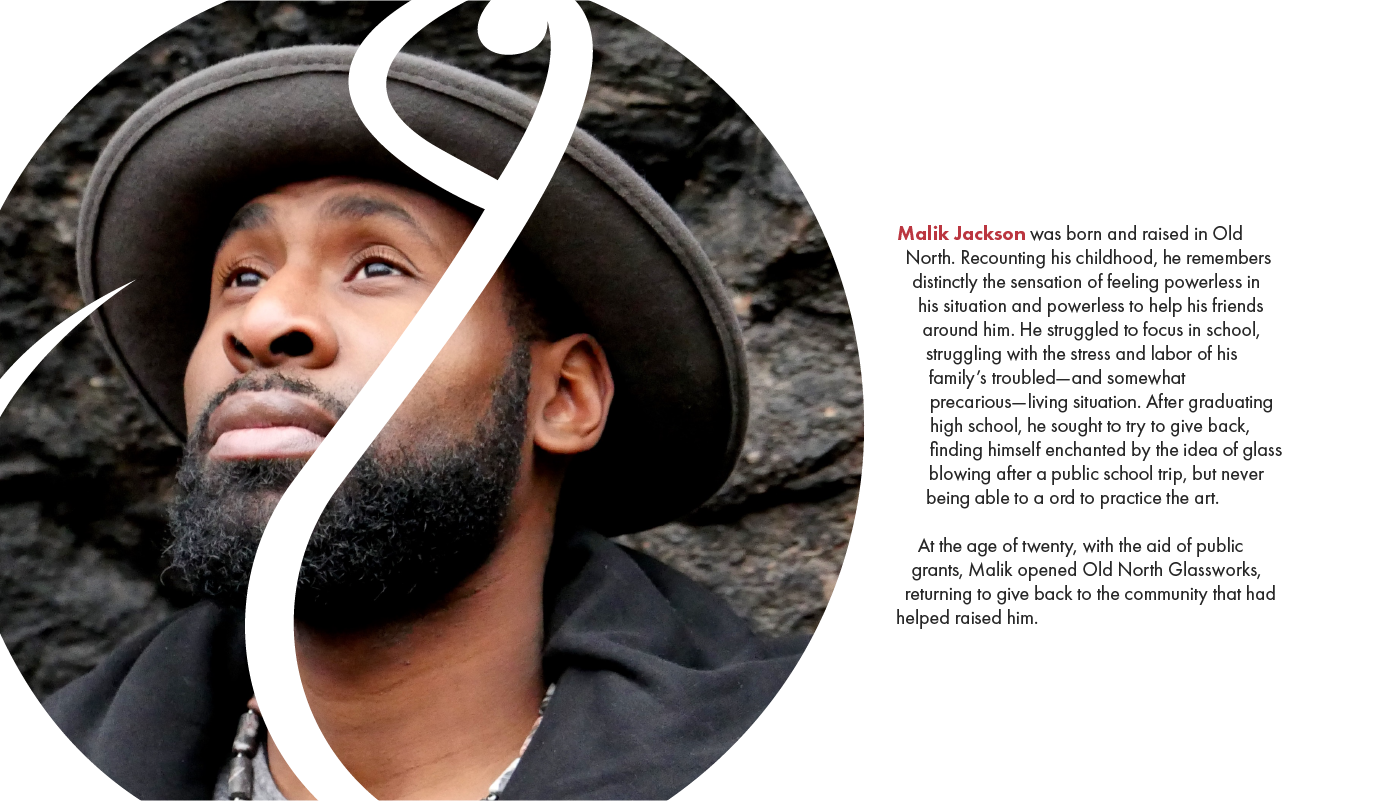 Malik Jackson was born and raised in Old
North. Recounting his childhood, he remembers
distinctly the sensation of feeling powerless in
his situation and powerless to help his friends
around him. He struggled to focus in school,
struggling with the stress and labor of his
family’s troubled—and somewhat
precarious—living situation. After graduating
high school, he sought to try to give back,
finding himself enchanted by the idea of glass
blowing after a public school trip, but never
being able to a ord to practice the art.
At the age of twenty, with the aid of public
grants, Malik opened Old North Glassworks,
returning to give back to the community that had
helped raised him.